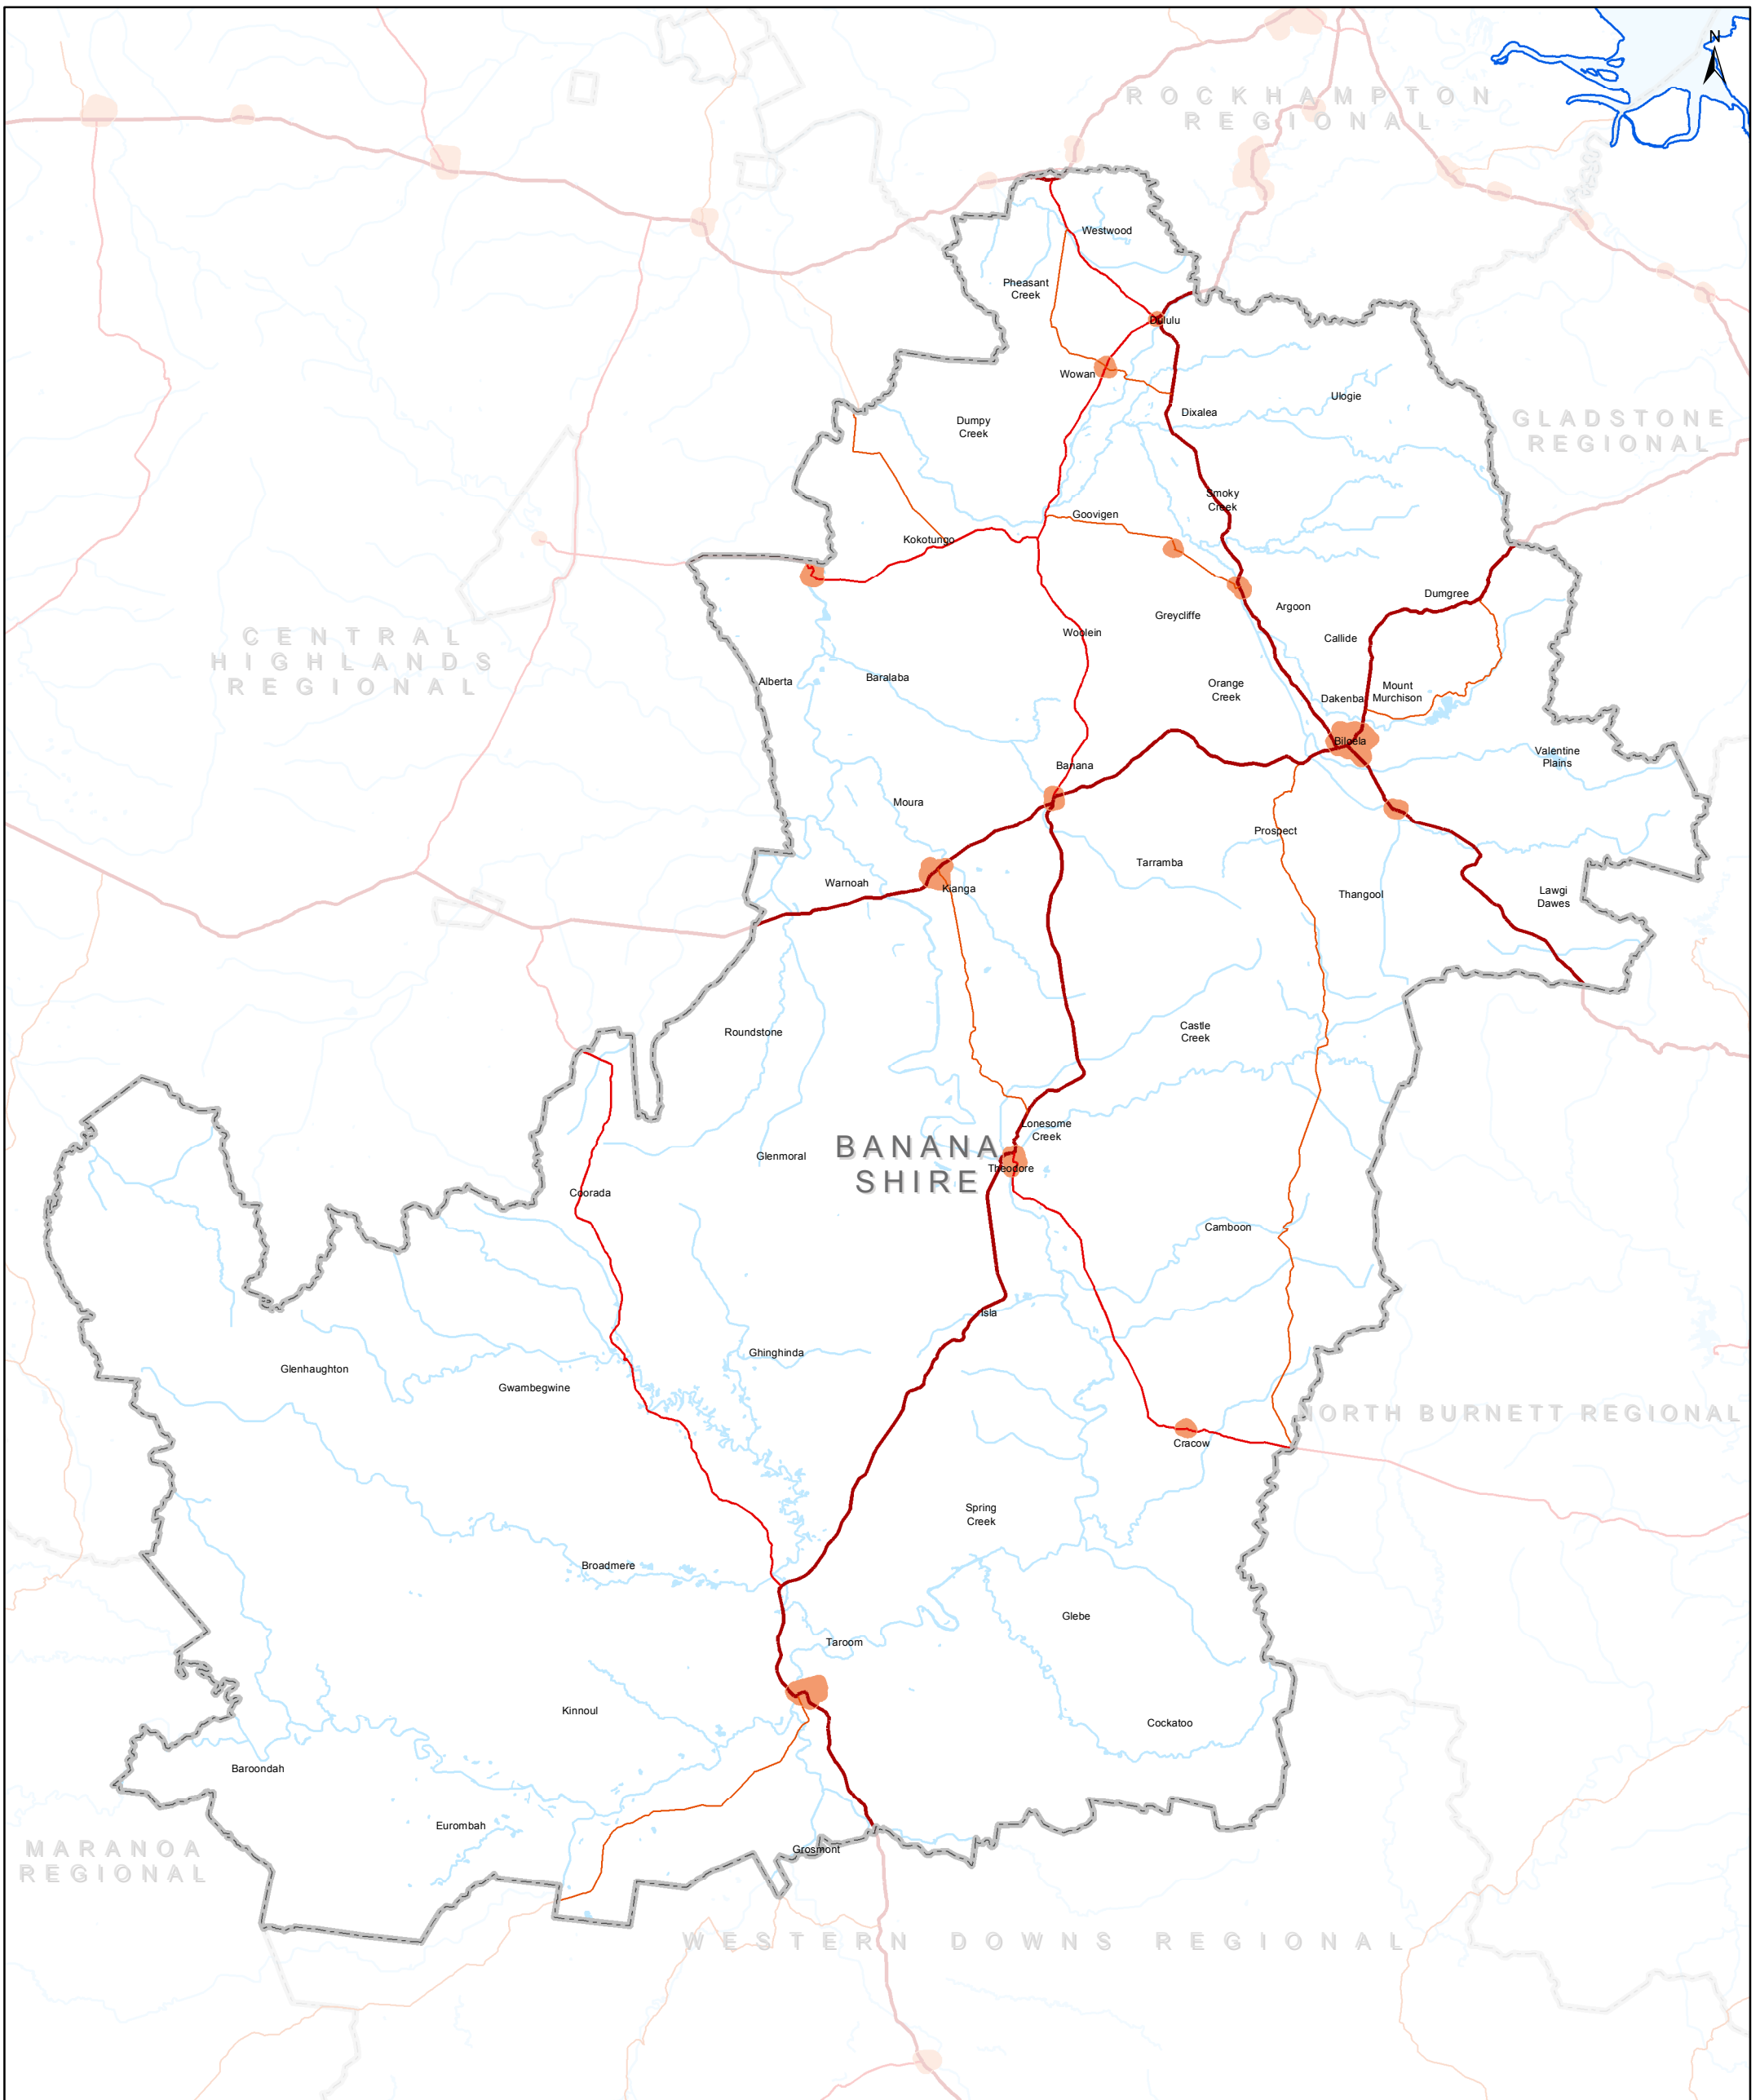 N
ROCKHAMPTON
REGIONAL
Westwood
Pheasant
Creek
Dululu
Wowan
Ulogie
Dixalea
GLADSTONE
REGIONAL
Dumpy
Creek
Smoky
Creek
Goovigen
Kokotungo
Dumgree
Argoon
Greycliffe
Callide
Woolein
CENTRAL
HIGHLANDS
REGIONAL
Baralaba
Alberta
Orange
Creek
Mount
Murchison
Dakenba
Biloela
Valentine
Plains
Banana
Moura
Prospect
Tarramba
Warnoah
Kianga
Thangool
Lawgi
Dawes
Roundstone
Castle
Creek
Lonesome
Creek
BANANA
SHIRE
Glenmoral
Theodore
Coorada
Camboon
Isla
Ghinghinda
Glenhaughton
Gwambegwine
NORTH BURNETT REGIONAL
Cracow
Spring
Creek
Broadmere
Glebe
Taroom
Kinnoul
Cockatoo
Baroondah
Eurombah
MARANOA
REGIONAL
Grosmont
WESTERN DOWNS REGIONAL